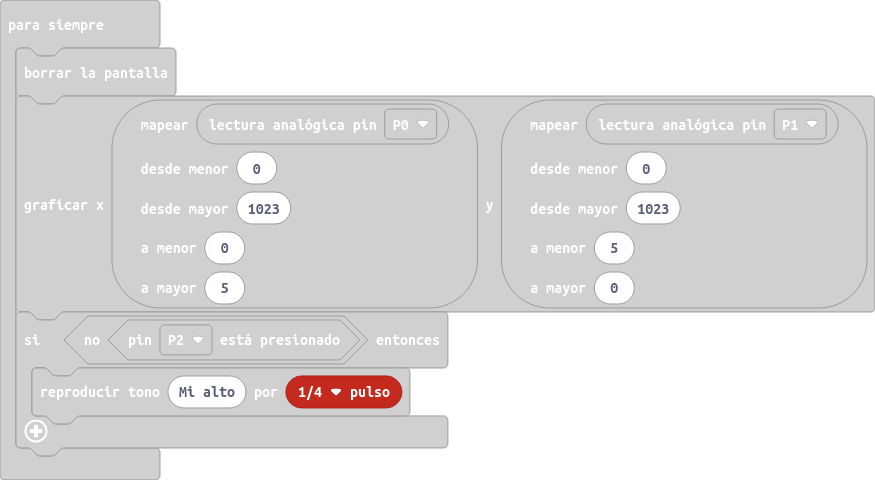 para siempre
borrar la pantalla
mapear lectura analógica pin P0 mapear lectura analógica pin P1
desde menor 0 desde menor 0
graficar x desde mayor 1023 y desde mayor 1023
a menor 0 a menor 5
a mayor 5 a mayor 0
si no pin P2 está presionado entonces
reproducir tono Mi alto por 1/4 pulso